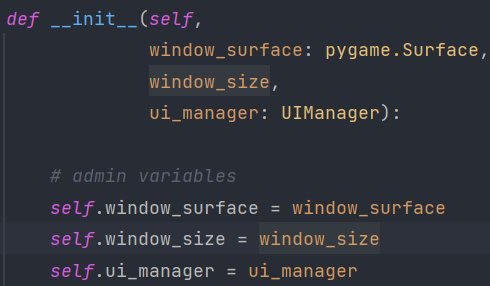 def __init__(self,
window_surface: pygame.Surface,
window_size,
ui_manager: UIManager):
# admin variables
self.window_surface = window_surface
self.window_size = window_size
self.ui_manager = ui_manager